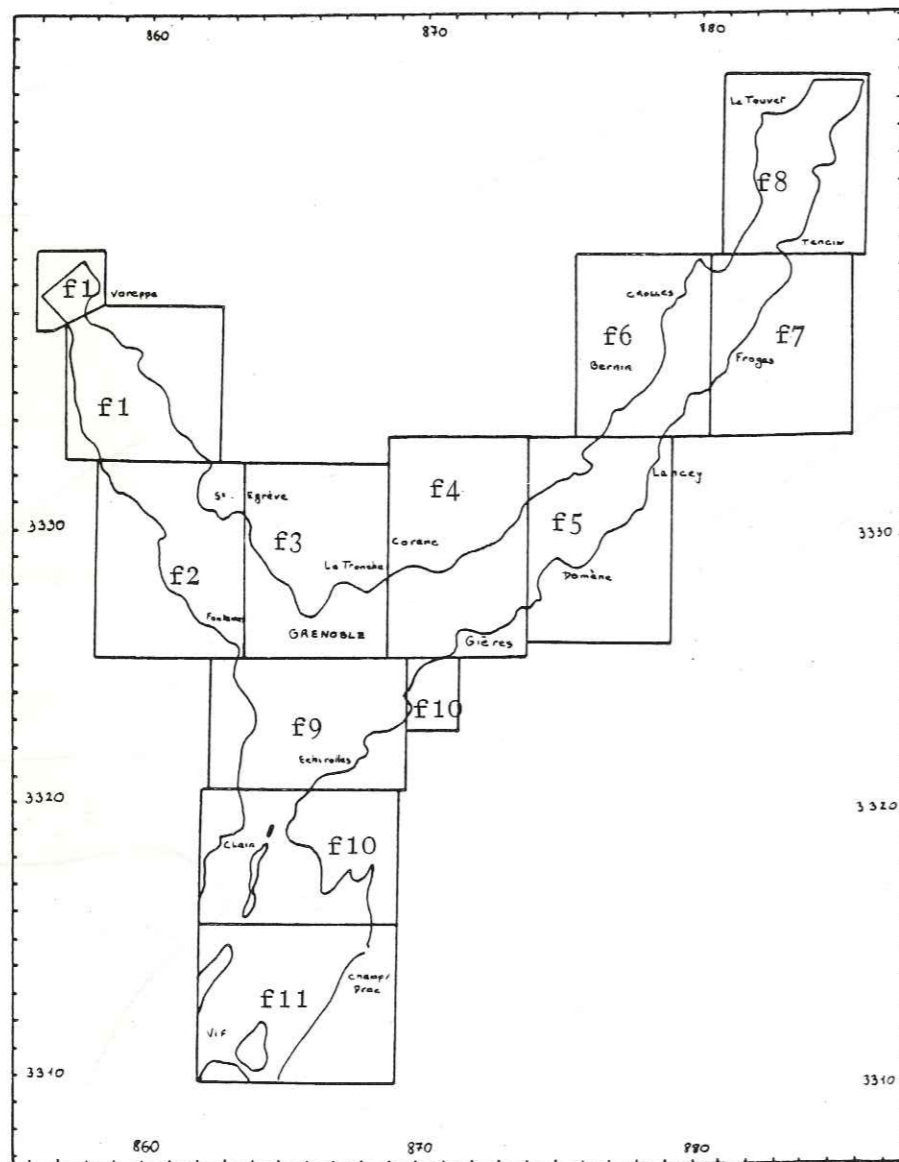 860 870 880
Le Touvet
f8
Tencin
f1 Voreppe
CROLLES
f6 f7
Bernin Froges
f1
f4 Lancey
St. Egrève
3330 f3 Corenc f5 3330
La Tronche
f2 Domène
Fontaines
GRENOBLE Gières
f9 f10
Echirolles
3320 3320
Claix f10
f11 Champ/
Drac
Vif
3310 3310
860 870 880